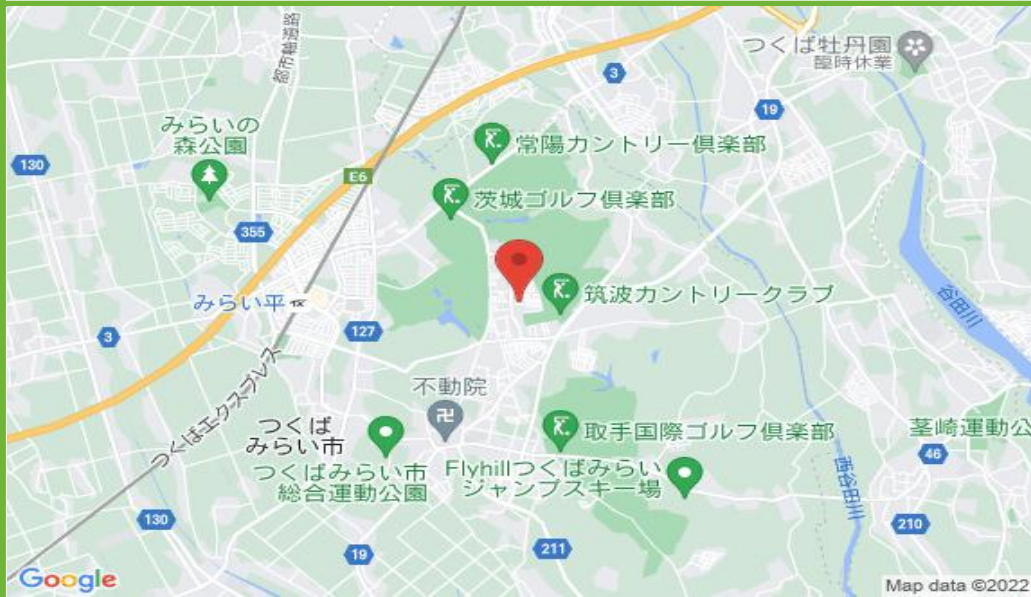 都市軸道路
つくば牡丹園
臨時休業
3
19
みらいの
森公園
常陽カントリー倶楽部
130
E6
茨城ゴルフ倶楽部
355
みらい平 駅
筑波カントリークラブ
谷田川
127
3
つくばエクスプレス
不動院
つくば
みらい市
取手国際ゴルフ倶楽部
茎崎運動公
46
つくばみらい市
総合運動公園
Flyhillつくばみらい
ジャンプスキー場
西谷田川
130
210
19
211
Google
Map data ©2022